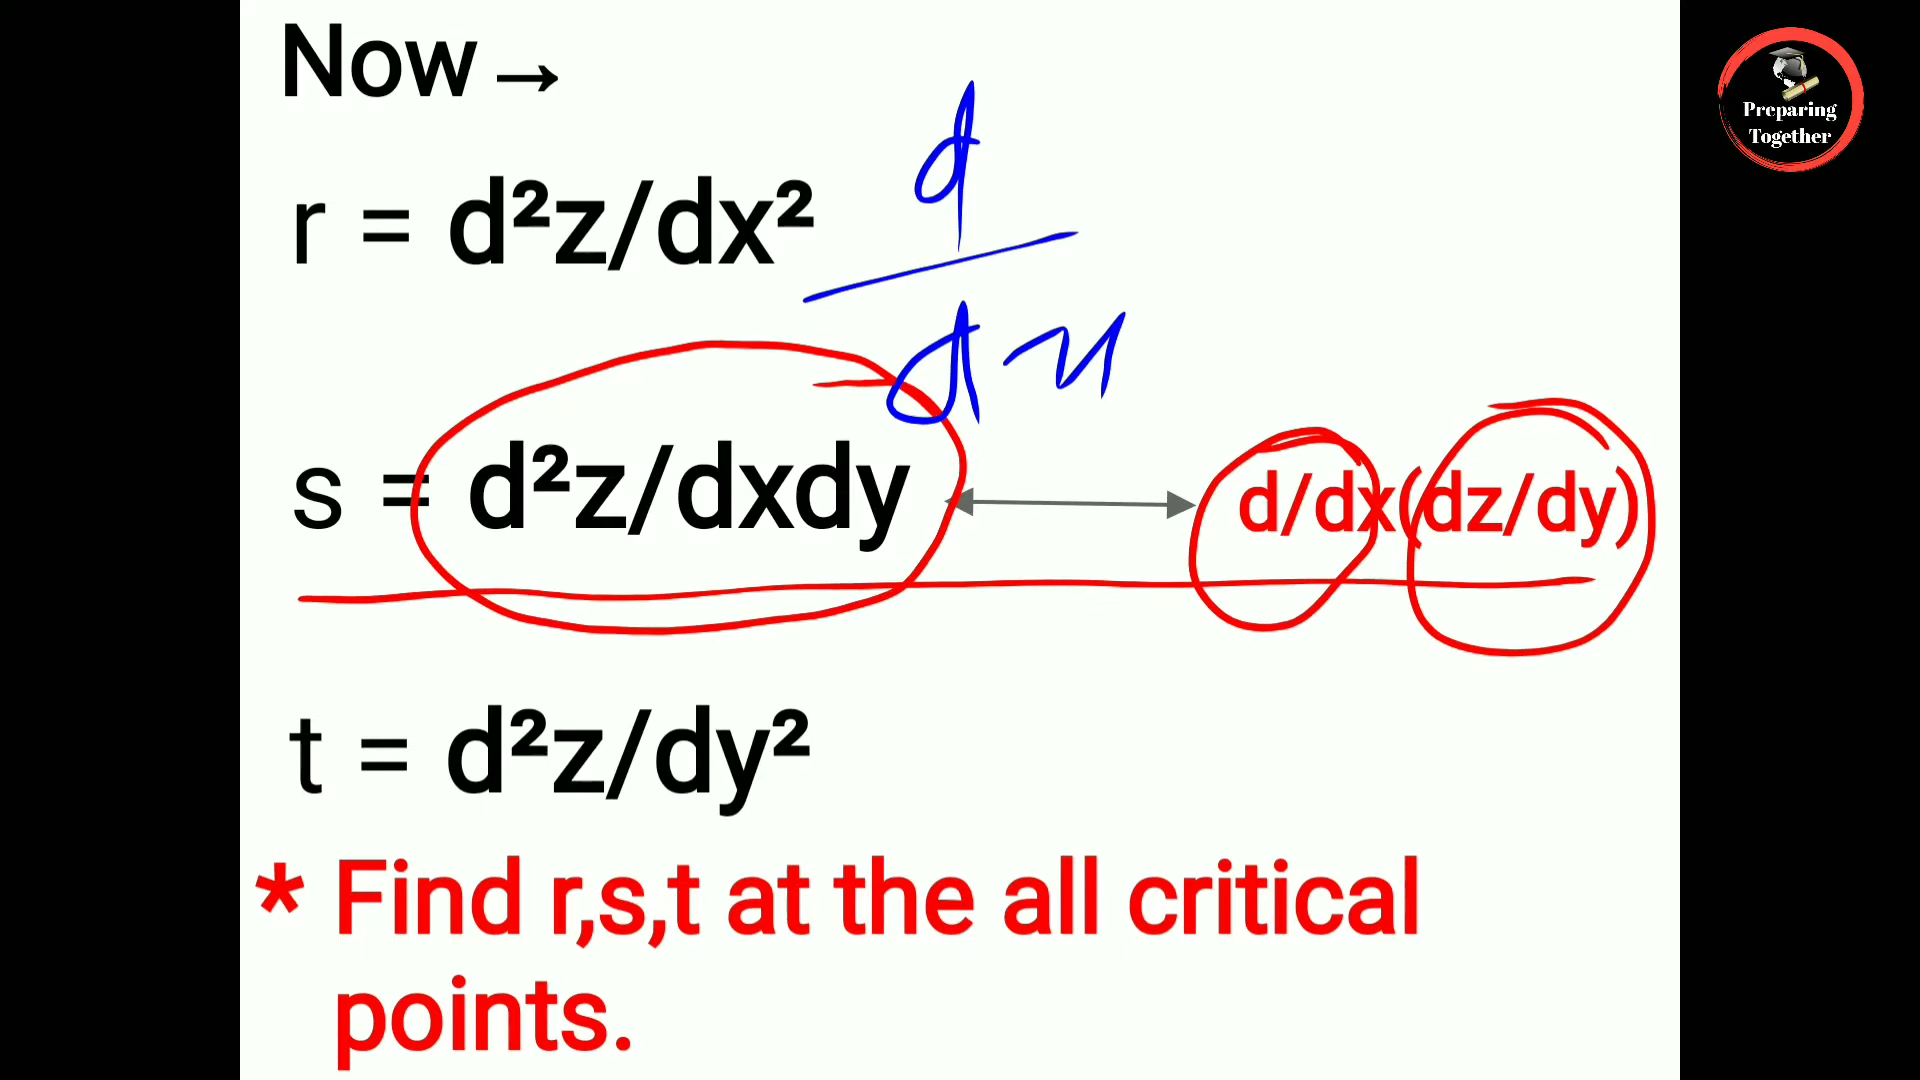 Now→
r = d²z/dx²
d
dx
s = d²z/dxdy ↔ d/dx(dz/dy)
t = d²z/dy²
* Find r,s,t at the all critical
points.
Preparing
Together